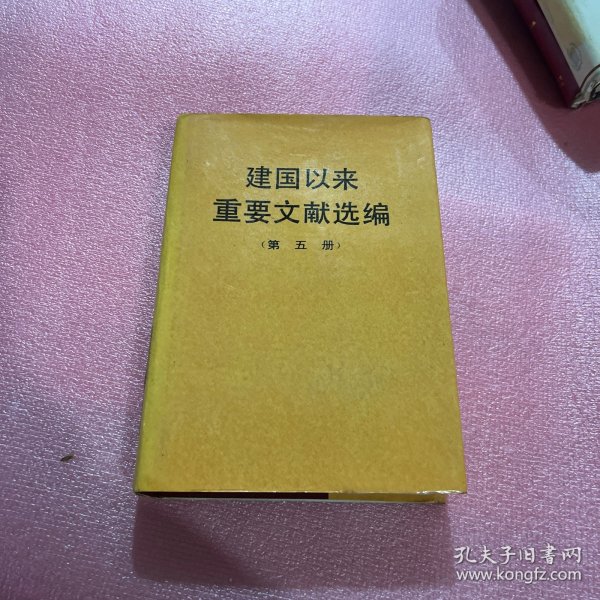 建国以来
重要文献选编
（第 五 册）
孔夫子旧书网
www.kongfz.com